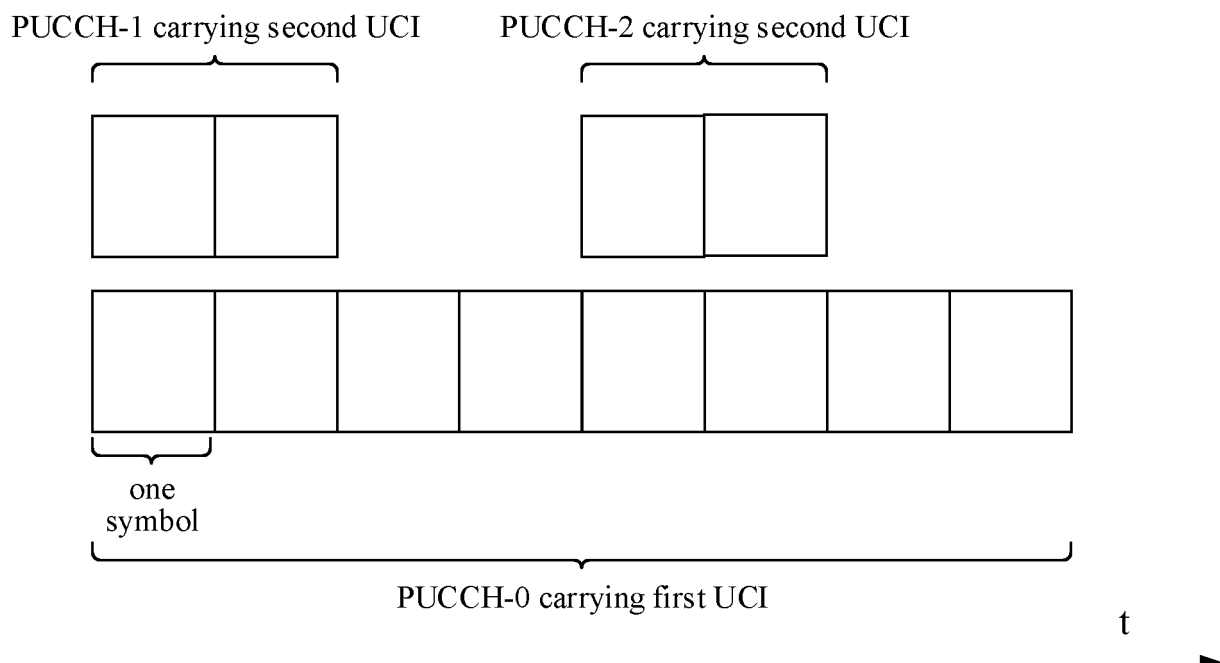 PUCCH-1 carrying second UCI
PUCCH-2 carrying second UCI
one
symbol
PUCCH-0 carrying first UCI
t